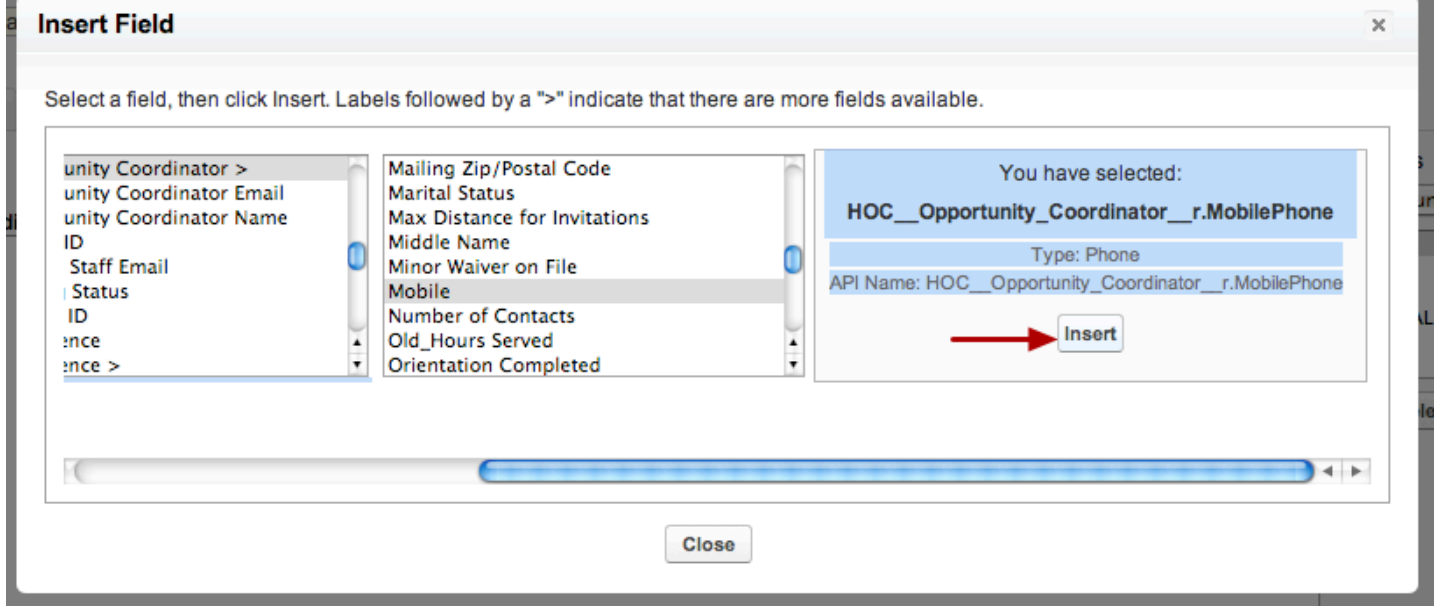 Insert Field
Select a field, then click Insert. Labels followed by a ">" indicate that there are more fields available.
unity Coordinator >
unity Coordinator Email
unity Coordinator Name
ID
Staff Email
Status
ID
ence
ence >
Mailing Zip/Postal Code
Marital Status
Max Distance for Invitations
Middle Name
Minor Waiver on File
Mobile
Number of Contacts
Old_Hours Served
Orientation Completed
You have selected:
HOC__Opportunity_Coordinator__r.MobilePhone
Type: Phone
API Name: HOC__Opportunity_Coordinator__r.MobilePhone
Insert
Close